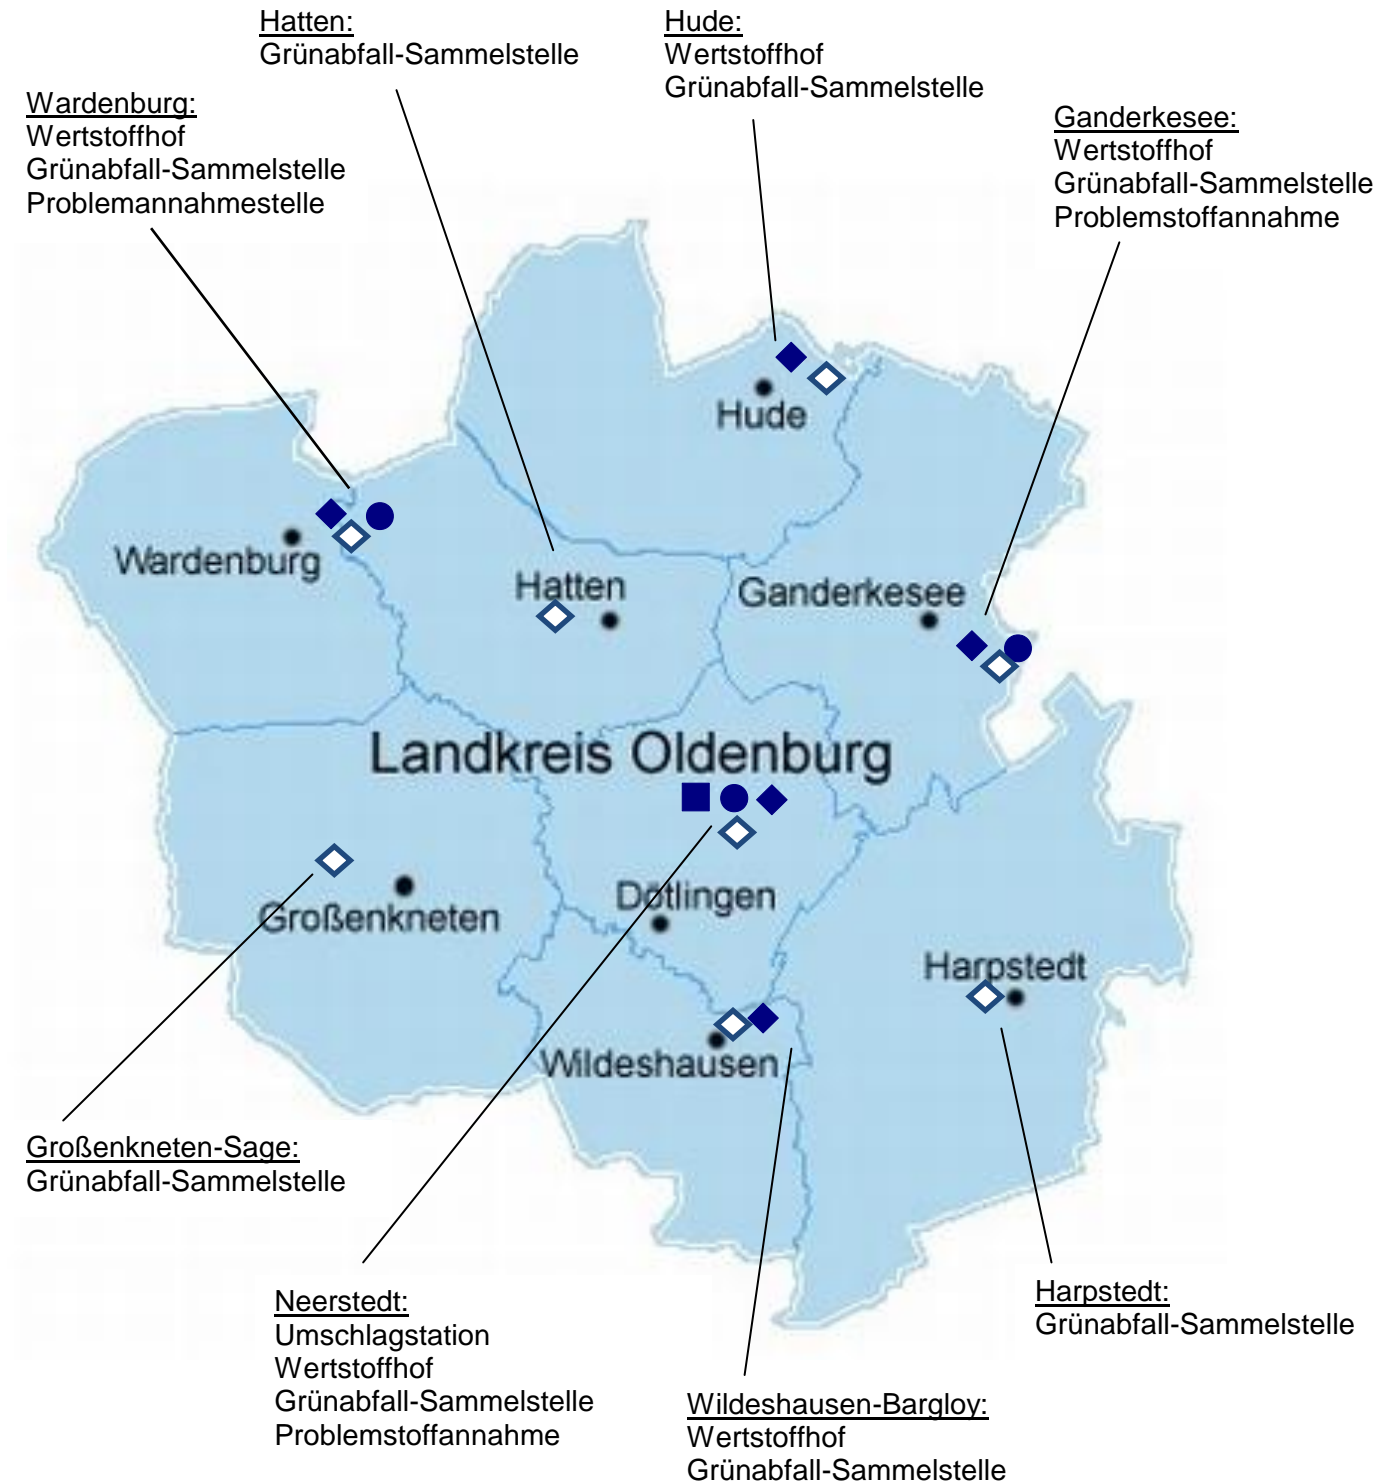 Hatten:
Grünabfall-Sammelstelle
Hude:
Wertstoffhof
Grünabfall-Sammelstelle
Wardenburg:
Wertstoffhof
Grünabfall-Sammelstelle
Problemannahmestelle
Ganderkesee:
Wertstoffhof
Grünabfall-Sammelstelle
Problemstoffannahme
Hude
Wardenburg
Hatten
Ganderkesee
Landkreis Oldenburg
Großenkneten
Dötlingen
Harpstedt
Wildeshausen
Großenkneten-Sage:
Grünabfall-Sammelstelle
Neerstedt:
Umschlagstation
Wertstoffhof
Grünabfall-Sammelstelle
Problemstoffannahme
Harpstedt:
Grünabfall-Sammelstelle
Wildeshausen-Bargloy:
Wertstoffhof
Grünabfall-Sammelstelle